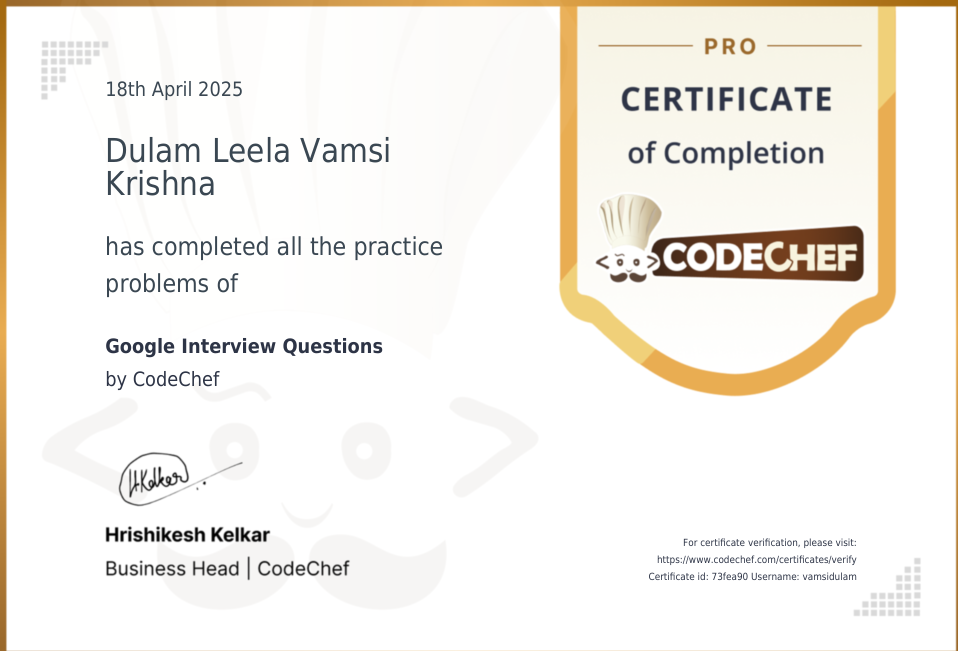 18th April 2025
Dulam Leela Vamsi
Krishna
has completed all the practice
problems of
Google Interview Questions
by CodeChef
H.Kelker
Hrishikesh Kelkar
Business Head | CodeChef
PRO
CERTIFICATE
of Completion
CODECHEF
For certificate verification, please visit:
https://www.codechef.com/certificates/verify
Certificate id: 73fea90 Username: vamsidulam